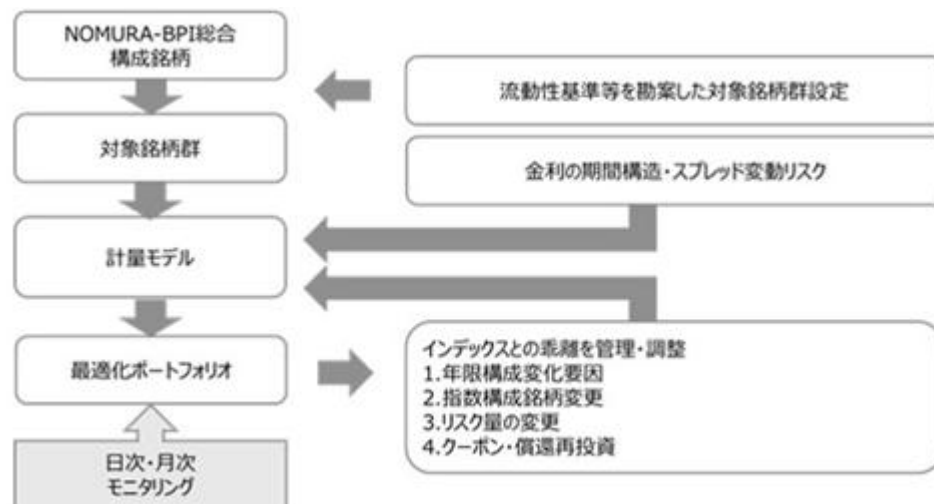 NOMURA-BPI総合
構成銘柄
流動性基準等を勘案した対象銘柄群設定
対象銘柄群
金利の期間構造・スプレッド変動リスク
計量モデル
最適化ポートフォリオ
インデックスとの乖離を管理・調整
1.年限構成変化要因
2.指数構成銘柄変更
3.リスク量の変更
4.クーポン・償還再投資
日次・月次
モニタリング